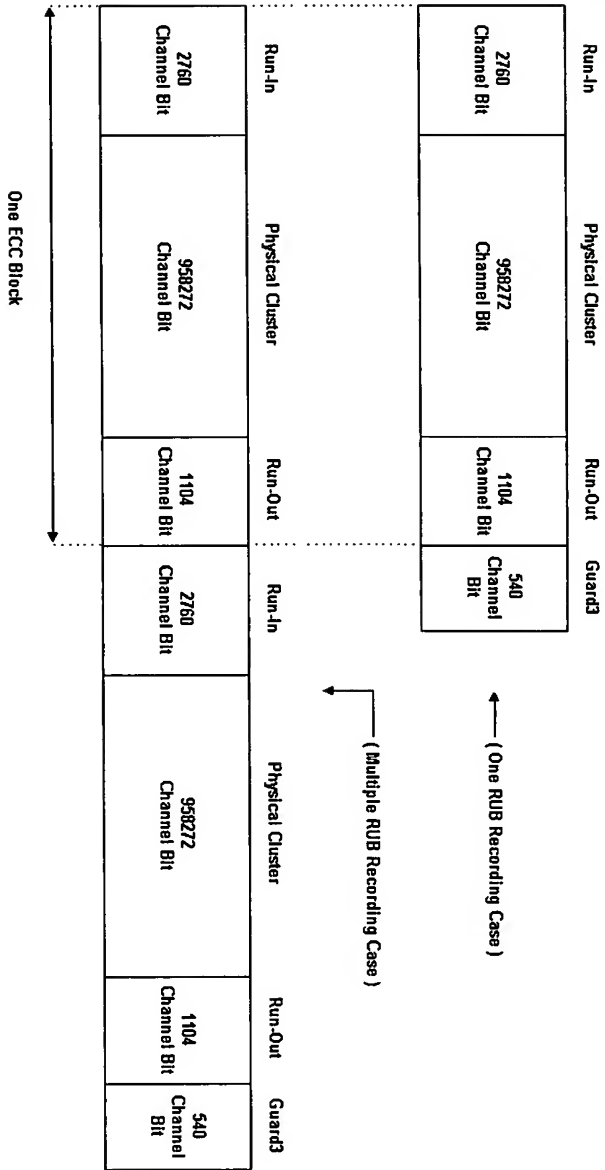 Run-In
Physical Cluster
Run-Out
Guard3
2760
Channel Bit
958272
Channel Bit
1104
Channel Bit
540
Channel
Bit
( One RUB Recording Case )
( Multiple RUB Recording Case )
Run-In
Physical Cluster
Run-Out
Run-In
Physical Cluster
Run-Out
Guard3
2760
Channel Bit
958272
Channel Bit
1104
Channel Bit
2760
Channel Bit
958272
Channel Bit
1104
Channel Bit
540
Channel
Bit
One ECC Block